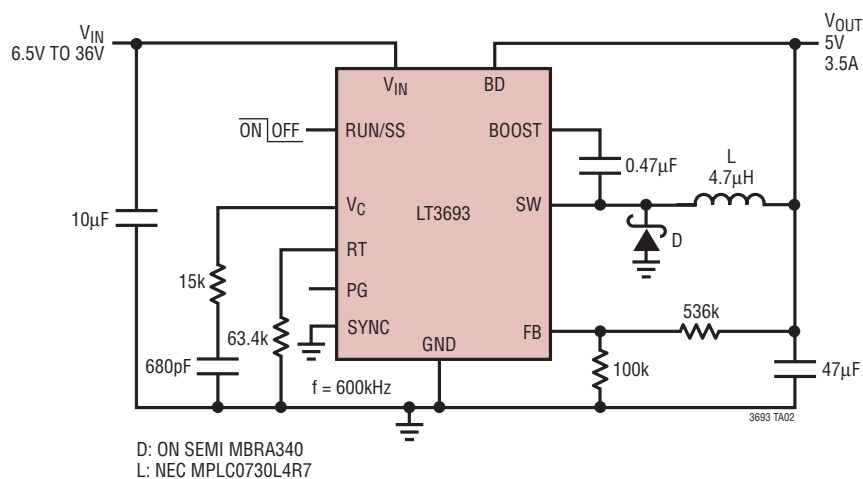 VIN
6.5V TO 36V
VOUT
5V
3.5A
VIN
BD
ON OFF
RUN/SS
BOOST
0.47µF
L
4.7µH
10µF
VC
LT3693
SW
RT
D
15k
PG
63.4k
SYNC
FB
536k
GND
680pF
f = 600kHz
100k
47µF
3693 TA02
D: ON SEMI MBRA340
L: NEC MPLC0730L4R7